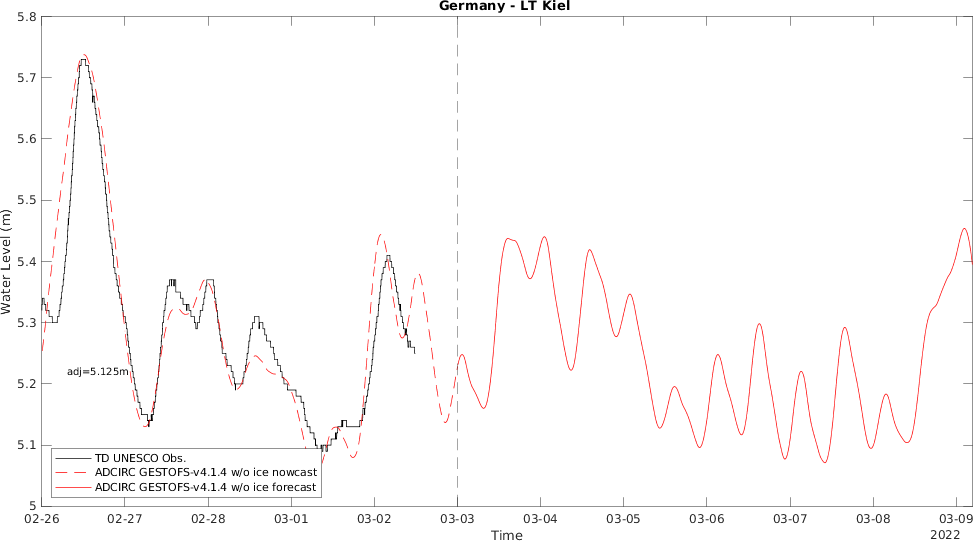 Germany - LT Kiel
5.8
5.7
5.6
5.5
5.4
5.3
5.2
5.1
5
Water Level (m)
adj=5.125m
TD UNESCO Obs.
ADCIRC GESTOFS-v4.1.4 w/o ice nowcast
ADCIRC GESTOFS-v4.1.4 w/o ice forecast
02-26 02-27 02-28 03-01 03-02 03-03 03-04 03-05 03-06 03-07 03-08 03-09
Time
2022